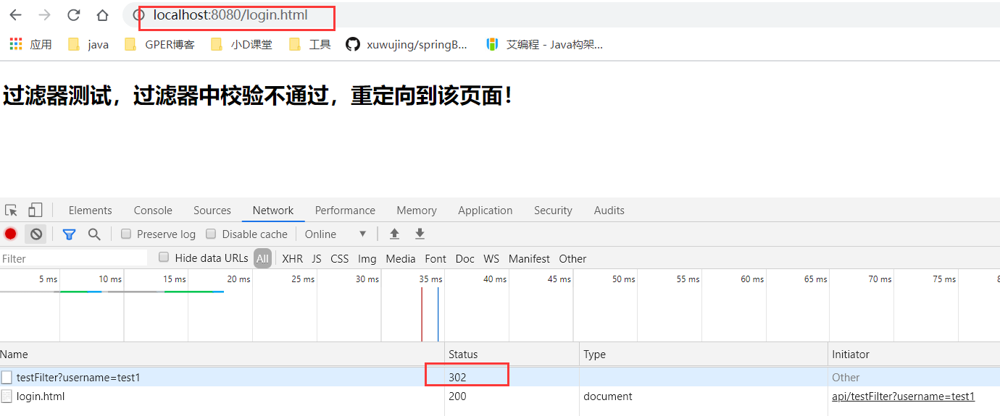 localhost:8080/login.html
应用 java GPER博客 小D课堂 工具 xuwujing/springB... 艾编程 - Java构架...
过滤器测试，过滤器中校验不通过，重定向到该页面！
Elements Console Sources Network Performance Memory Application Security Audits
Preserve log Disable cache Online
Filter Hide data URLs All XHR JS CSS Img Media Font Doc WS Manifest Other
5 ms 10 ms 15 ms 20 ms 25 ms 30 ms 35 ms 40 ms 45 ms 50 ms 55 ms 60 ms 65 ms 70 ms 75 ms 8
Name Status Type Initiator
testFilter?username=test1 302 Other
login.html 200 document api/testFilter?username=test1